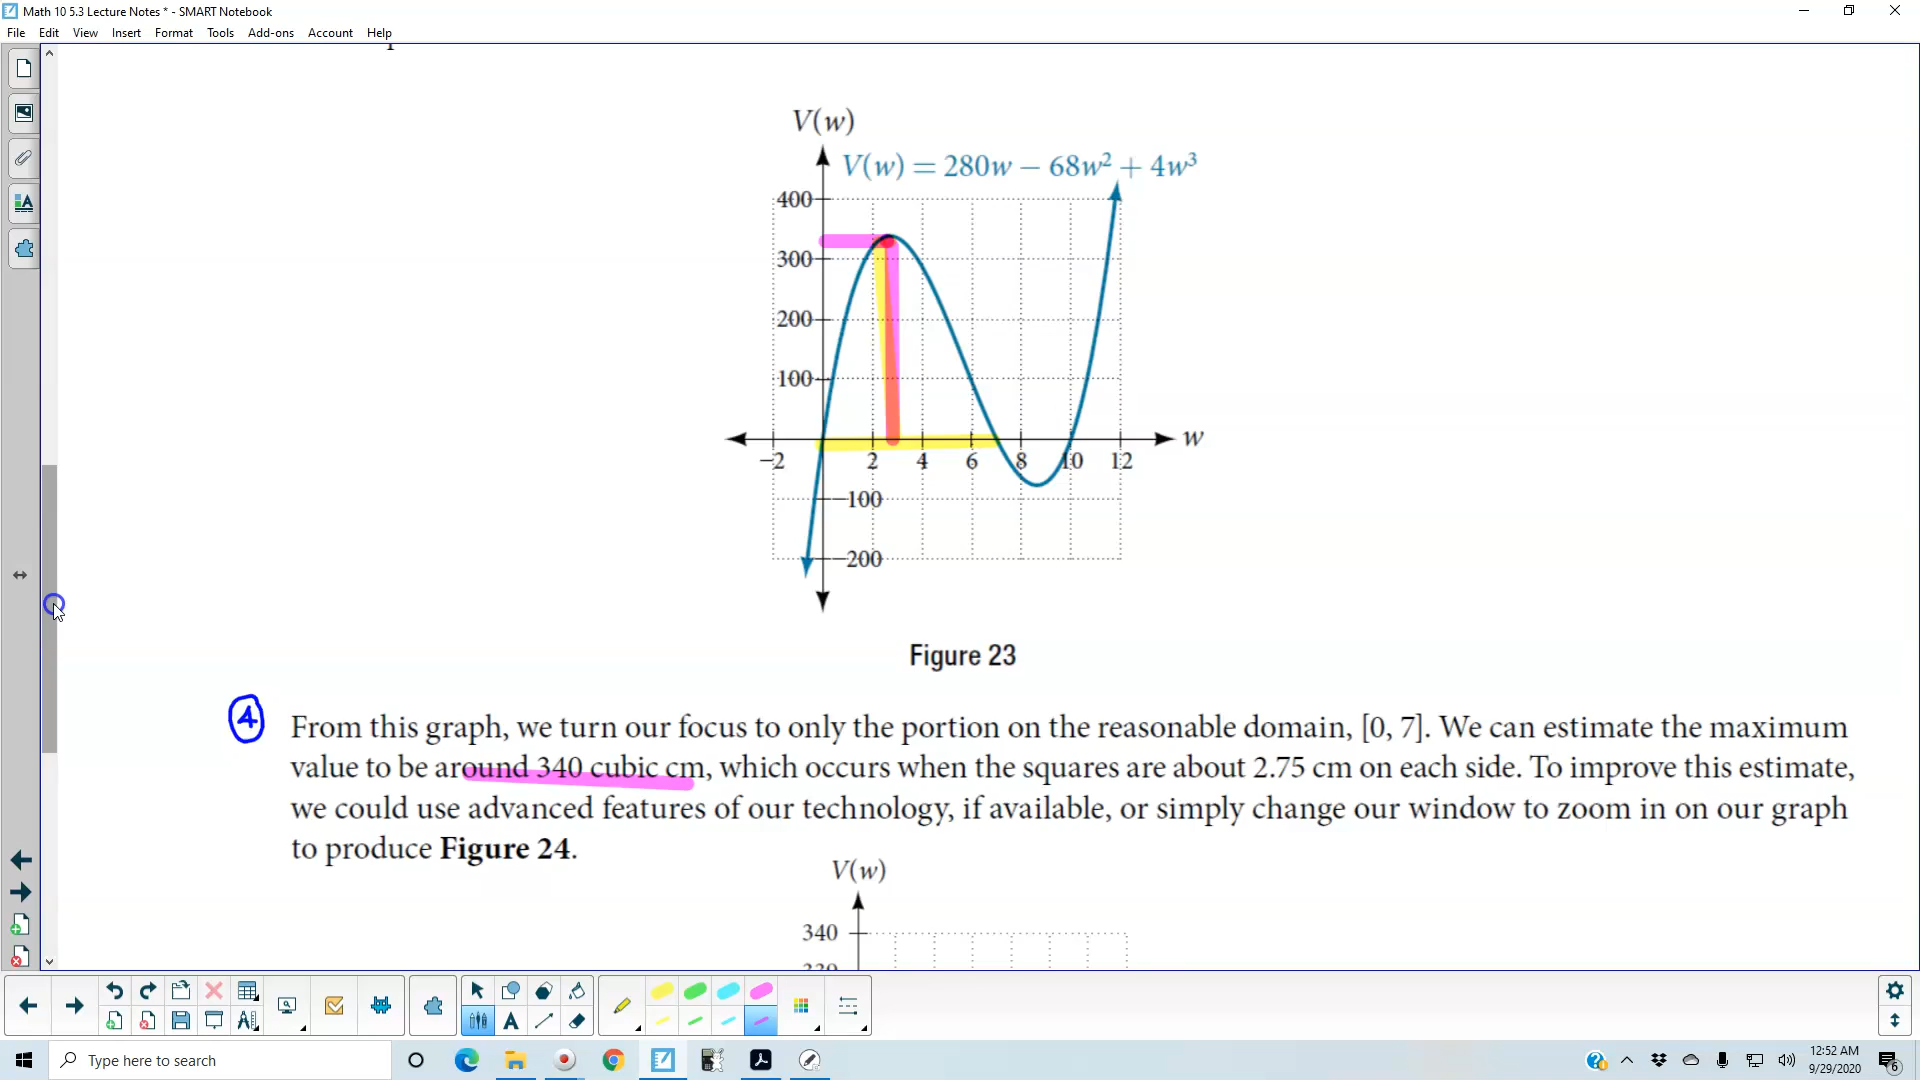 Math 10 5.3 Lecture Notes * - SMART Notebook
File Edit View Insert Format Tools Add-ons Account Help
V(w)
V(w) = 280w − 68w² + 4w³
400
300
200
100
w
−2 2 4 6 8 10 12
−100
−200
Figure 23
4
From this graph, we turn our focus to only the portion on the reasonable domain, [0, 7]. We can estimate the maximum
value to be around 340 cubic cm, which occurs when the squares are about 2.75 cm on each side. To improve this estimate,
we could use advanced features of our technology, if available, or simply change our window to zoom in on our graph
to produce Figure 24.
V(w)
340
Type here to search
12:52 AM
9/29/2020
6